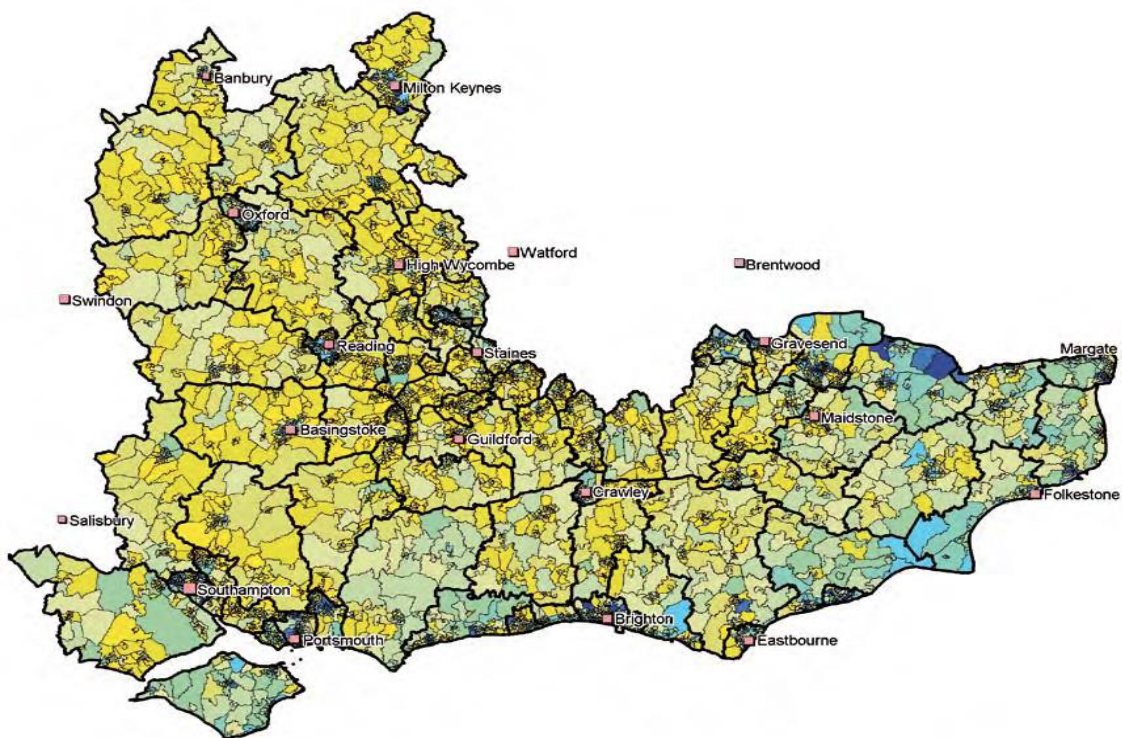 Banbury
Milton Keynes
Oxford
Watford
High Wycombe
Brentwood
Swindon
Reading
Staines
Gravesend
Margate
Maidstone
Basingstoke
Guildford
Crawley
Folkestone
Salisbury
Southampton
Brighton
Portsmouth
Eastbourne